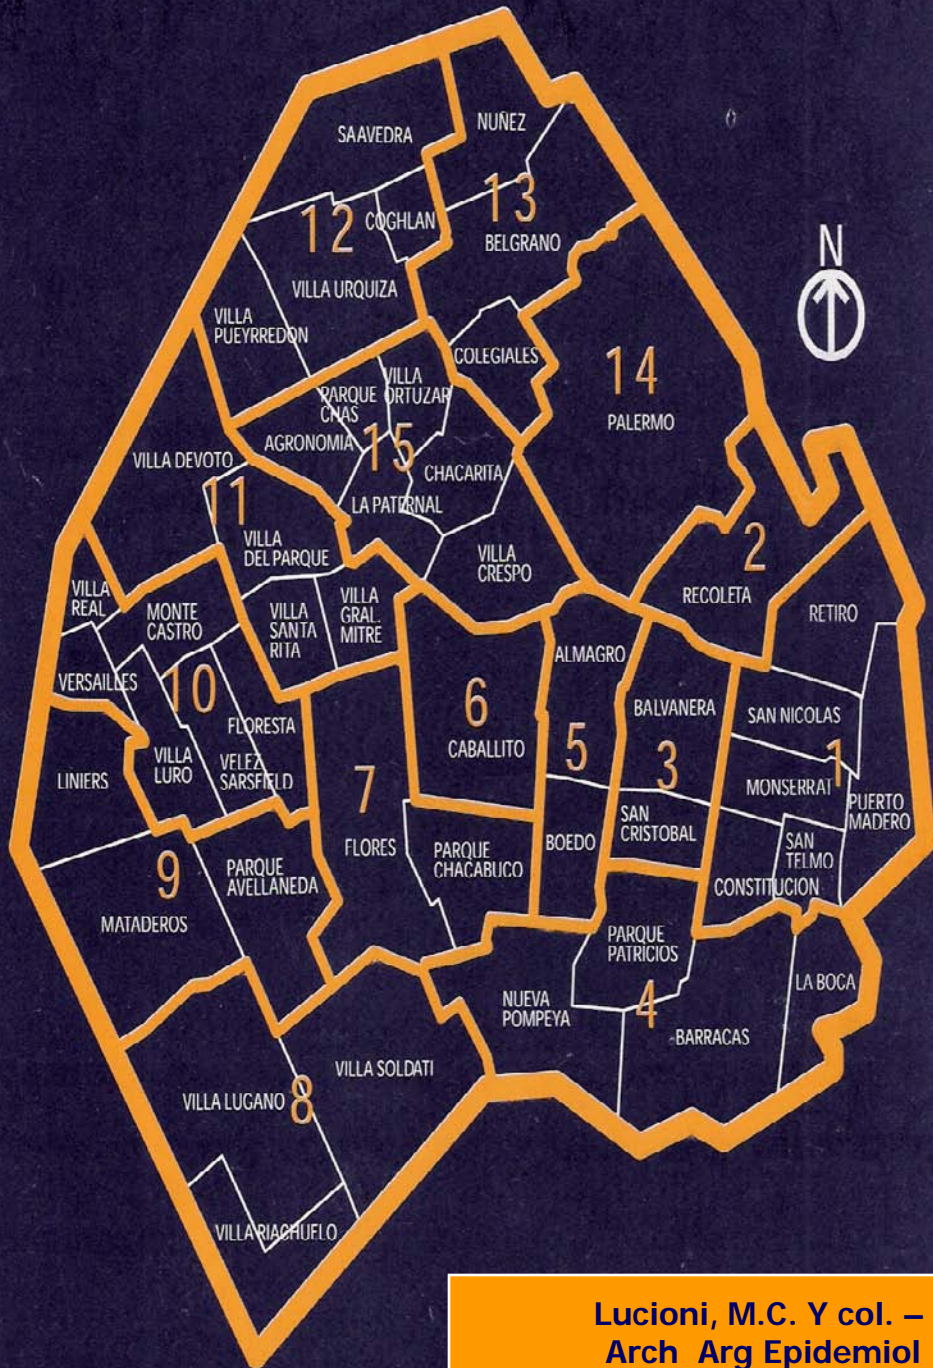 SAAVEDRA
NUÑEZ
13
12
COGHLAN
BELGRANO
N
VILLA URQUIZA
VILLA
PUEYRREDON
COLEGIALES
14
PALERMO
VILLA
ORTUZAR
PARQUE
CHAS
AGRONOMIA
15
CHACARITA
LA PATERNAL
VILLA DEVOTO
11
VILLA
DEL PARQUE
VILLA
CRESPO
2
RECOLETA
RETIRO
VILLA
REAL
MONTE
CASTRO
VILLA
SANTA
RITA
VILLA
GRAL.
MITRE
ALMAGRO
VERSAILLES
10
FLORESTA
6
CABALLITO
5
BALVANERA
3
SAN NICOLAS
1
MONSERRAT
PUERTO
MADERO
LINIERS
VILLA
LURO
VELEZ
SARSFIELD
7
FLORES
PARQUE
CHACABUCO
BOEDO
SAN
CRISTOBAL
SAN
TELMO
CONSTITUCION
9
MATADEROS
PARQUE
AVELLANEDA
PARQUE
PATRICIOS
LA BOCA
NUEVA
POMPEYA
4
BARRACAS
VILLA SOLDATI
VILLA LUGANO
8
VILLA RIACHUELO
Lucioni, M.C. Y col. –
Arch Arg Epidemiol